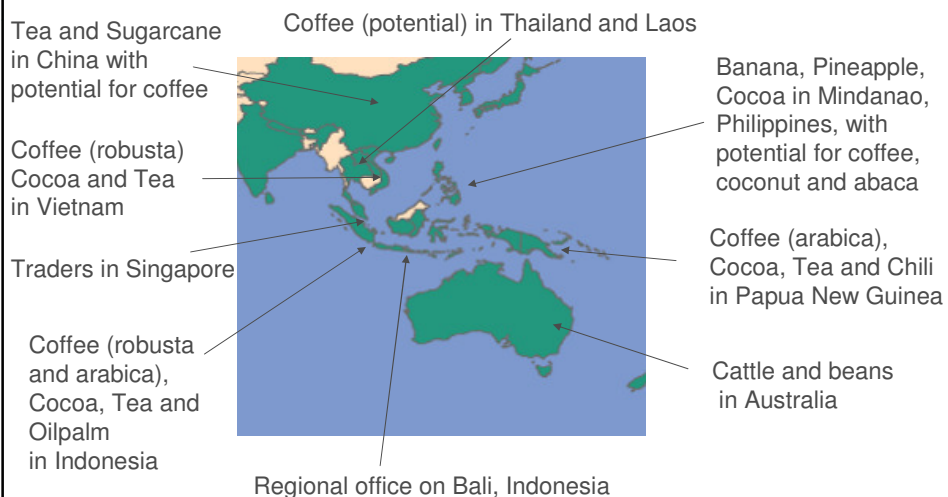 Coffee (potential) in Thailand and Laos
Tea and Sugarcane
in China with
potential for coffee
Coffee (robusta)
Cocoa and Tea
in Vietnam
Traders in Singapore
Coffee (robusta
and arabica),
Cocoa, Tea and
Oilpalm
in Indonesia
Regional office on Bali, Indonesia
Banana, Pineapple,
Cocoa in Mindanao,
Philippines, with
potential for coffee,
coconut and abaca
Coffee (arabica),
Cocoa, Tea and Chili
in Papua New Guinea
Cattle and beans
in Australia